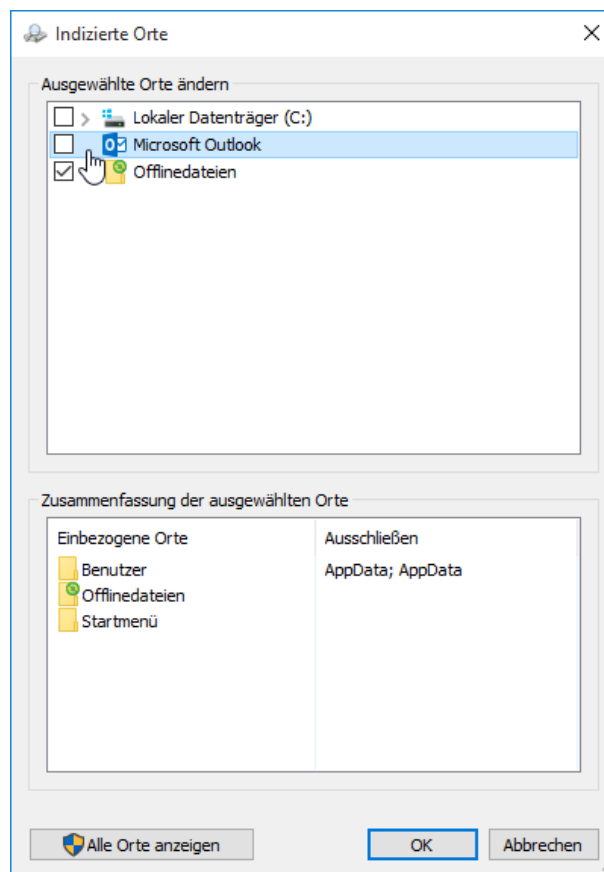 Indizierte Orte
Ausgewählte Orte ändern
Lokaler Datenträger (C:)
Microsoft Outlook
Offlinedateien
Zusammenfassung der ausgewählten Orte
Einbezogene Orte Ausschließen
Benutzer AppData; AppData
Offlinedateien
Startmenü
Alle Orte anzeigen OK Abbrechen